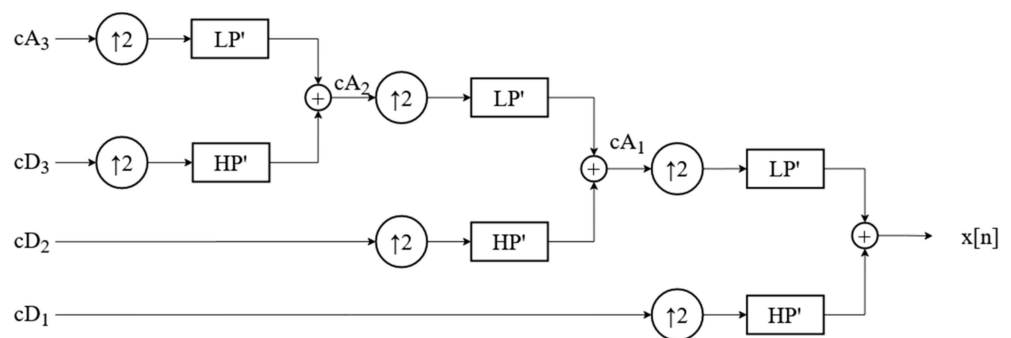 cA₃ ↑2 LP'
cA₂ ↑2 LP'
+
cA₁
cD₃ ↑2 HP' + ↑2 LP'
cD₂ ↑2 HP' + x[n]
cD₁ ↑2 HP'